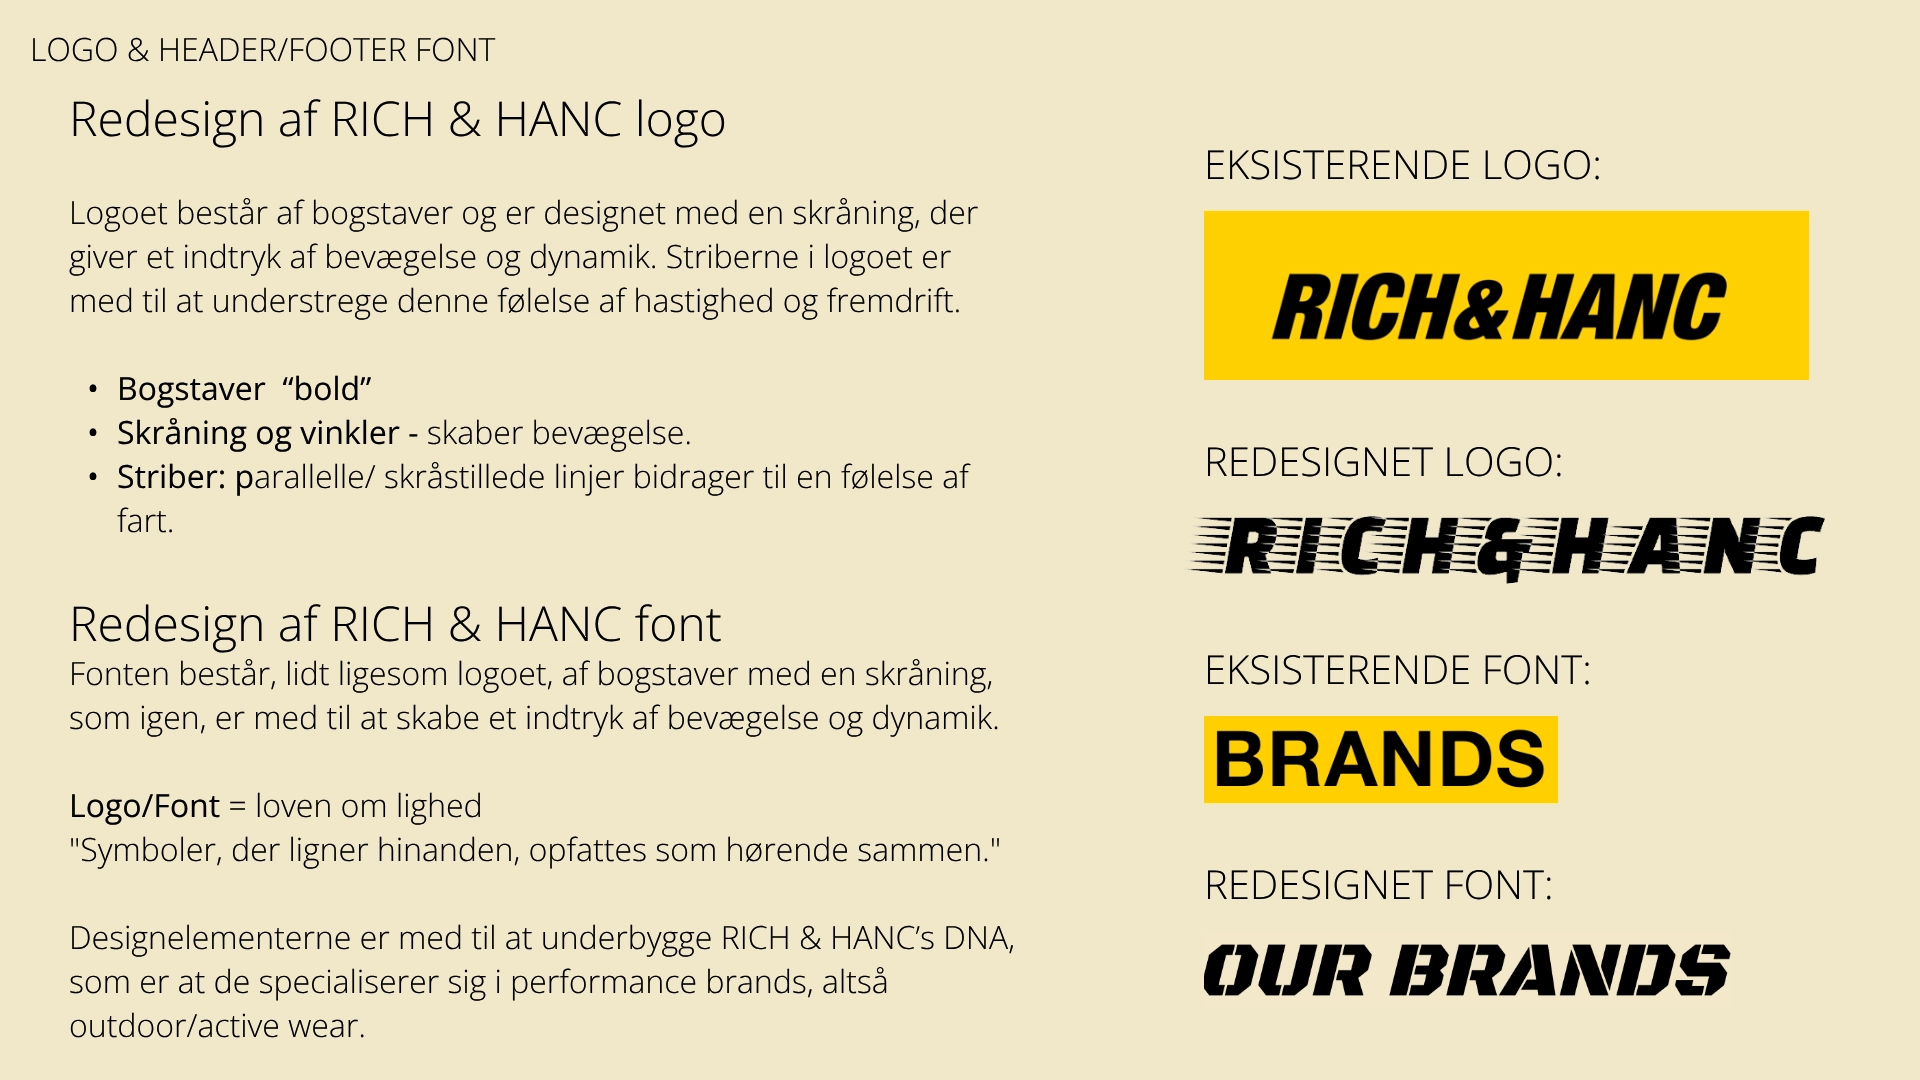 LOGO & HEADER/FOOTER FONT
Redesign af RICH & HANC logo
Logoet består af bogstaver og er designet med en skråning, der
giver et indtryk af bevægelse og dynamik. Striberne i logoet er
med til at understrege denne følelse af hastighed og fremdrift.
• Bogstaver “bold”
• Skråning og vinkler - skaber bevægelse.
• Striber: parallelle/ skråstillede linjer bidrager til en følelse af
fart.
Redesign af RICH & HANC font
Fonten består, lidt ligesom logoet, af bogstaver med en skråning,
som igen, er med til at skabe et indtryk af bevægelse og dynamik.
Logo/Font = loven om lighed
"Symboler, der ligner hinanden, opfattes som hørende sammen."
Designelementerne er med til at underbygge RICH & HANC’s DNA,
som er at de specialiserer sig i performance brands, altså
outdoor/active wear.
EKSISTERENDE LOGO:
RICH&HANC
REDESIGNET LOGO:
RICH&HANC
EKSISTERENDE FONT:
BRANDS
REDESIGNET FONT:
OUR BRANDS